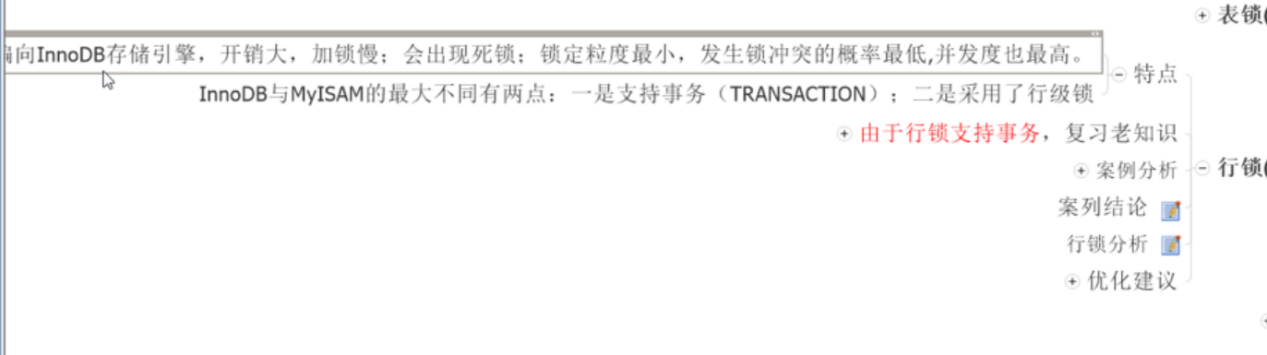 表锁(
向InnoDB存储引擎，开销大，加锁慢；会出现死锁；锁定粒度最小，发生锁冲突的概率最低,并发度也最高。
特点
InnoDB与MyISAM的最大不同有两点：一是支持事务（TRANSACTION）；二是采用了行级锁
由于行锁支持事务，复习老知识
案例分析
行锁(
案列结论
行锁分析
优化建议